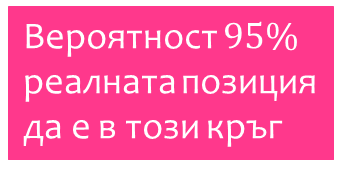 Вероятност 95%
реалната позиция
да е в този кръг